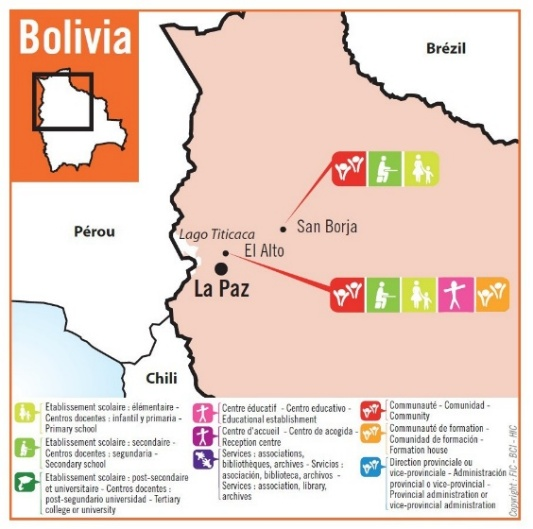 Bolivia
Brézil
Pérou
Lago Titicaca
San Borja
El Alto
La Paz
Chili
Établissement scolaire : élémentaire -
Centros docentes : infantil y primaria -
Primary school
Établissement scolaire : secondaire -
Centros docentes : segundaria -
Secondary school
Etablissement scolaire : post-secondaire
et universitaire - Centros docentes :
post-segundario universidad - Tertiary
college or university
Centre éducatif - Centro educativo -
Educational establishment
Centre d'accueil - Centro de acogida -
Reception centre
Services : associations,
bibliothèques, archives - Servicios :
asociación, biblioteca, archivos -
Services : association, library,
archives
Communauté - Comunidad -
Community
Communauté de formation -
Comunidad de formación -
Formation house
Direction provinciale ou
vice-provinciale - Administración
provincial o vice-provincial -
Provincial administration or
vice-provincial administration
Copyright : FIC - BCI - HIC